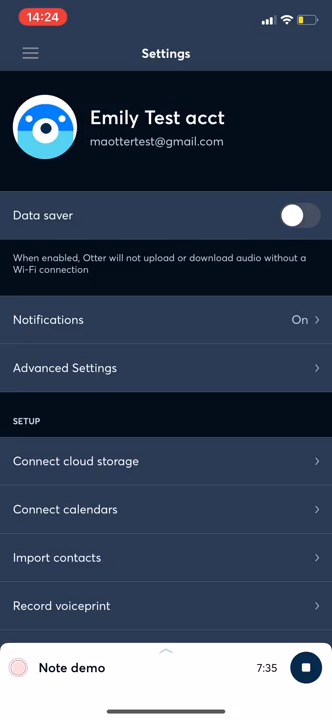 14:24
Settings
Emily Test acct
maottertest@gmail.com
Data saver
When enabled, Otter will not upload or download audio without a
Wi-Fi connection
Notifications On
Advanced Settings
SETUP
Connect cloud storage
Connect calendars
Import contacts
Record voiceprint
Note demo 7:35